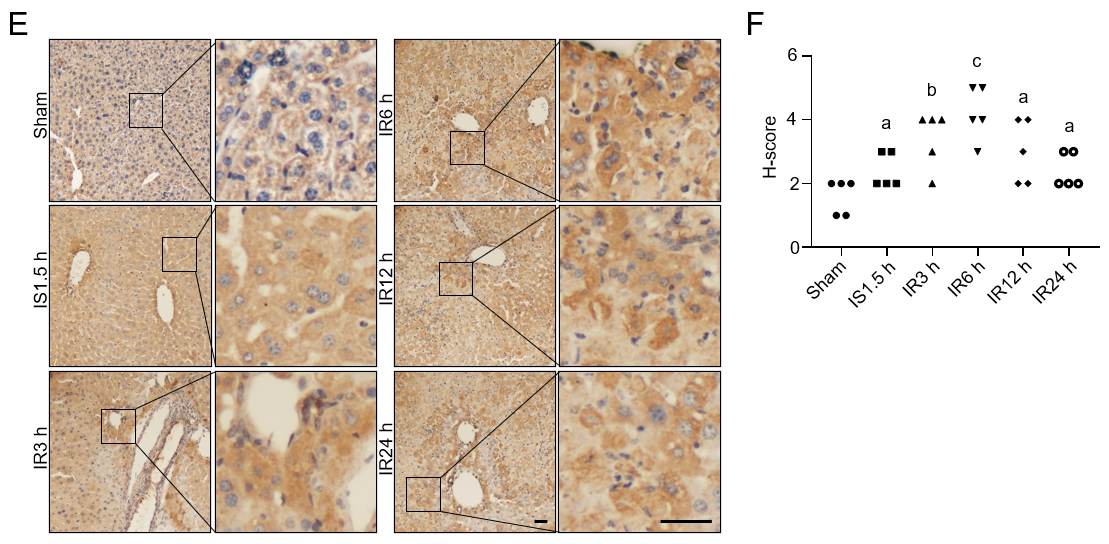 E
Sham
IS1.5 h
IR3 h
IR6 h
IR12 h
IR24 h
F
H-score
6
4
2
0
a
b
c
a
a
Sham
IS1.5 h
IR3 h
IR6 h
IR12 h
IR24 h